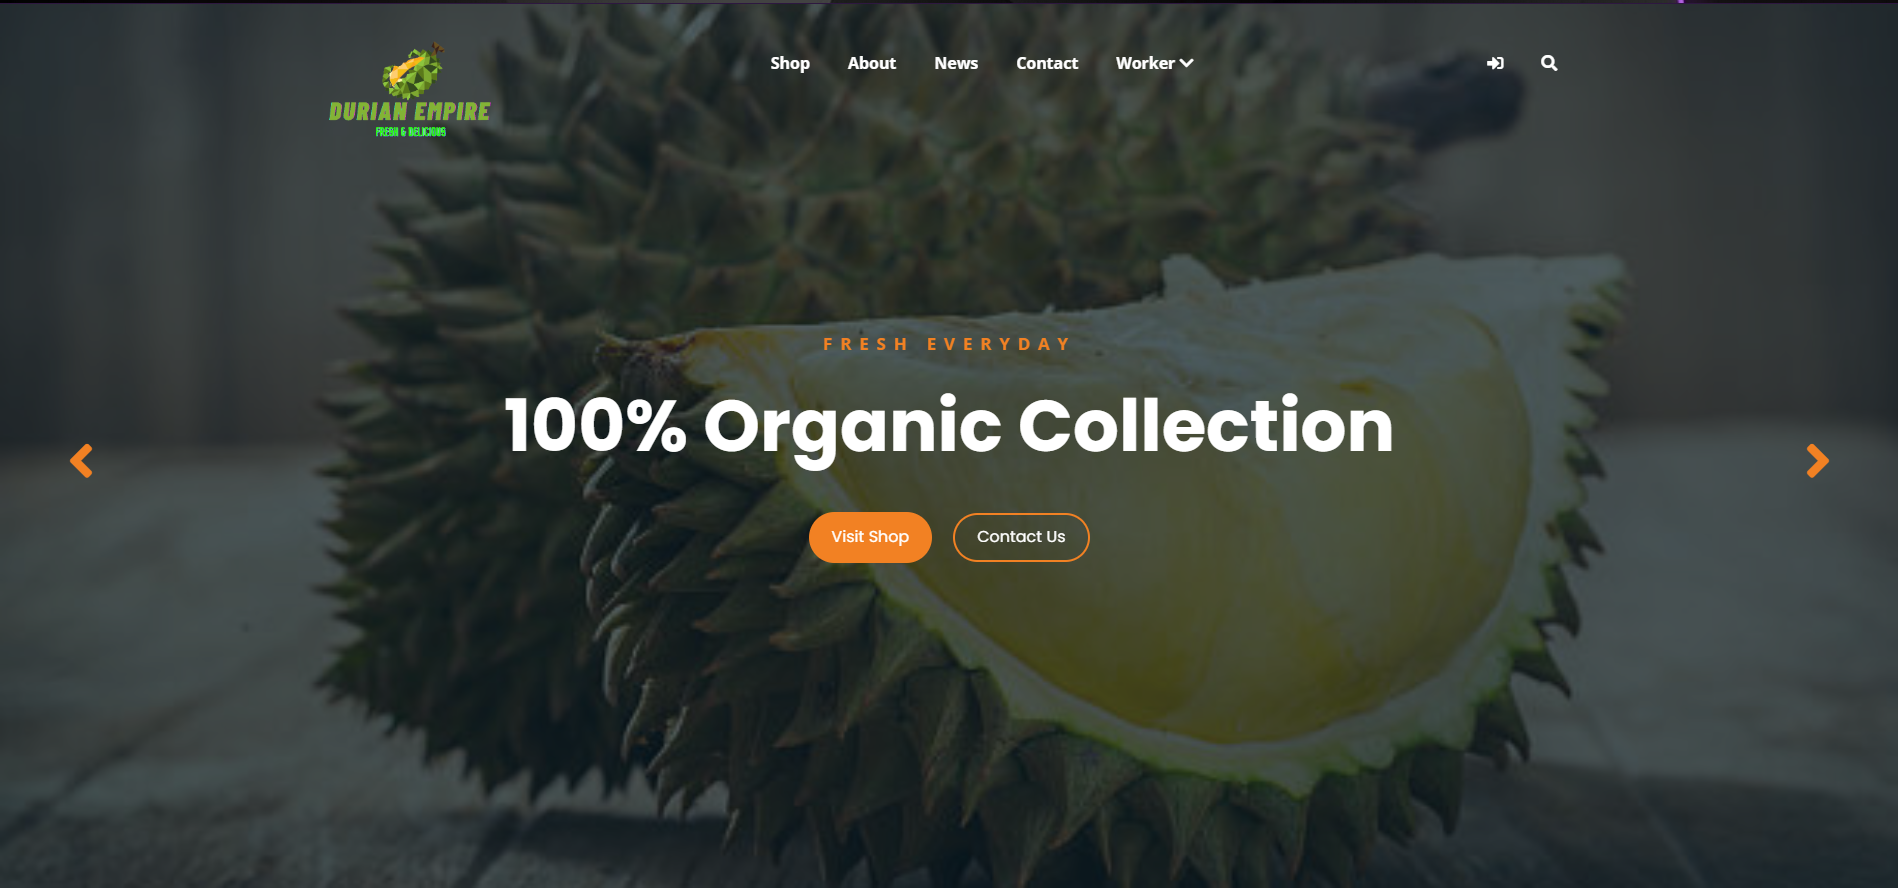 DURIAN EMPIRE
FRESH & DELICIOUS
Shop About News Contact Worker
FRESH EVERYDAY
100% Organic Collection
Visit Shop Contact Us